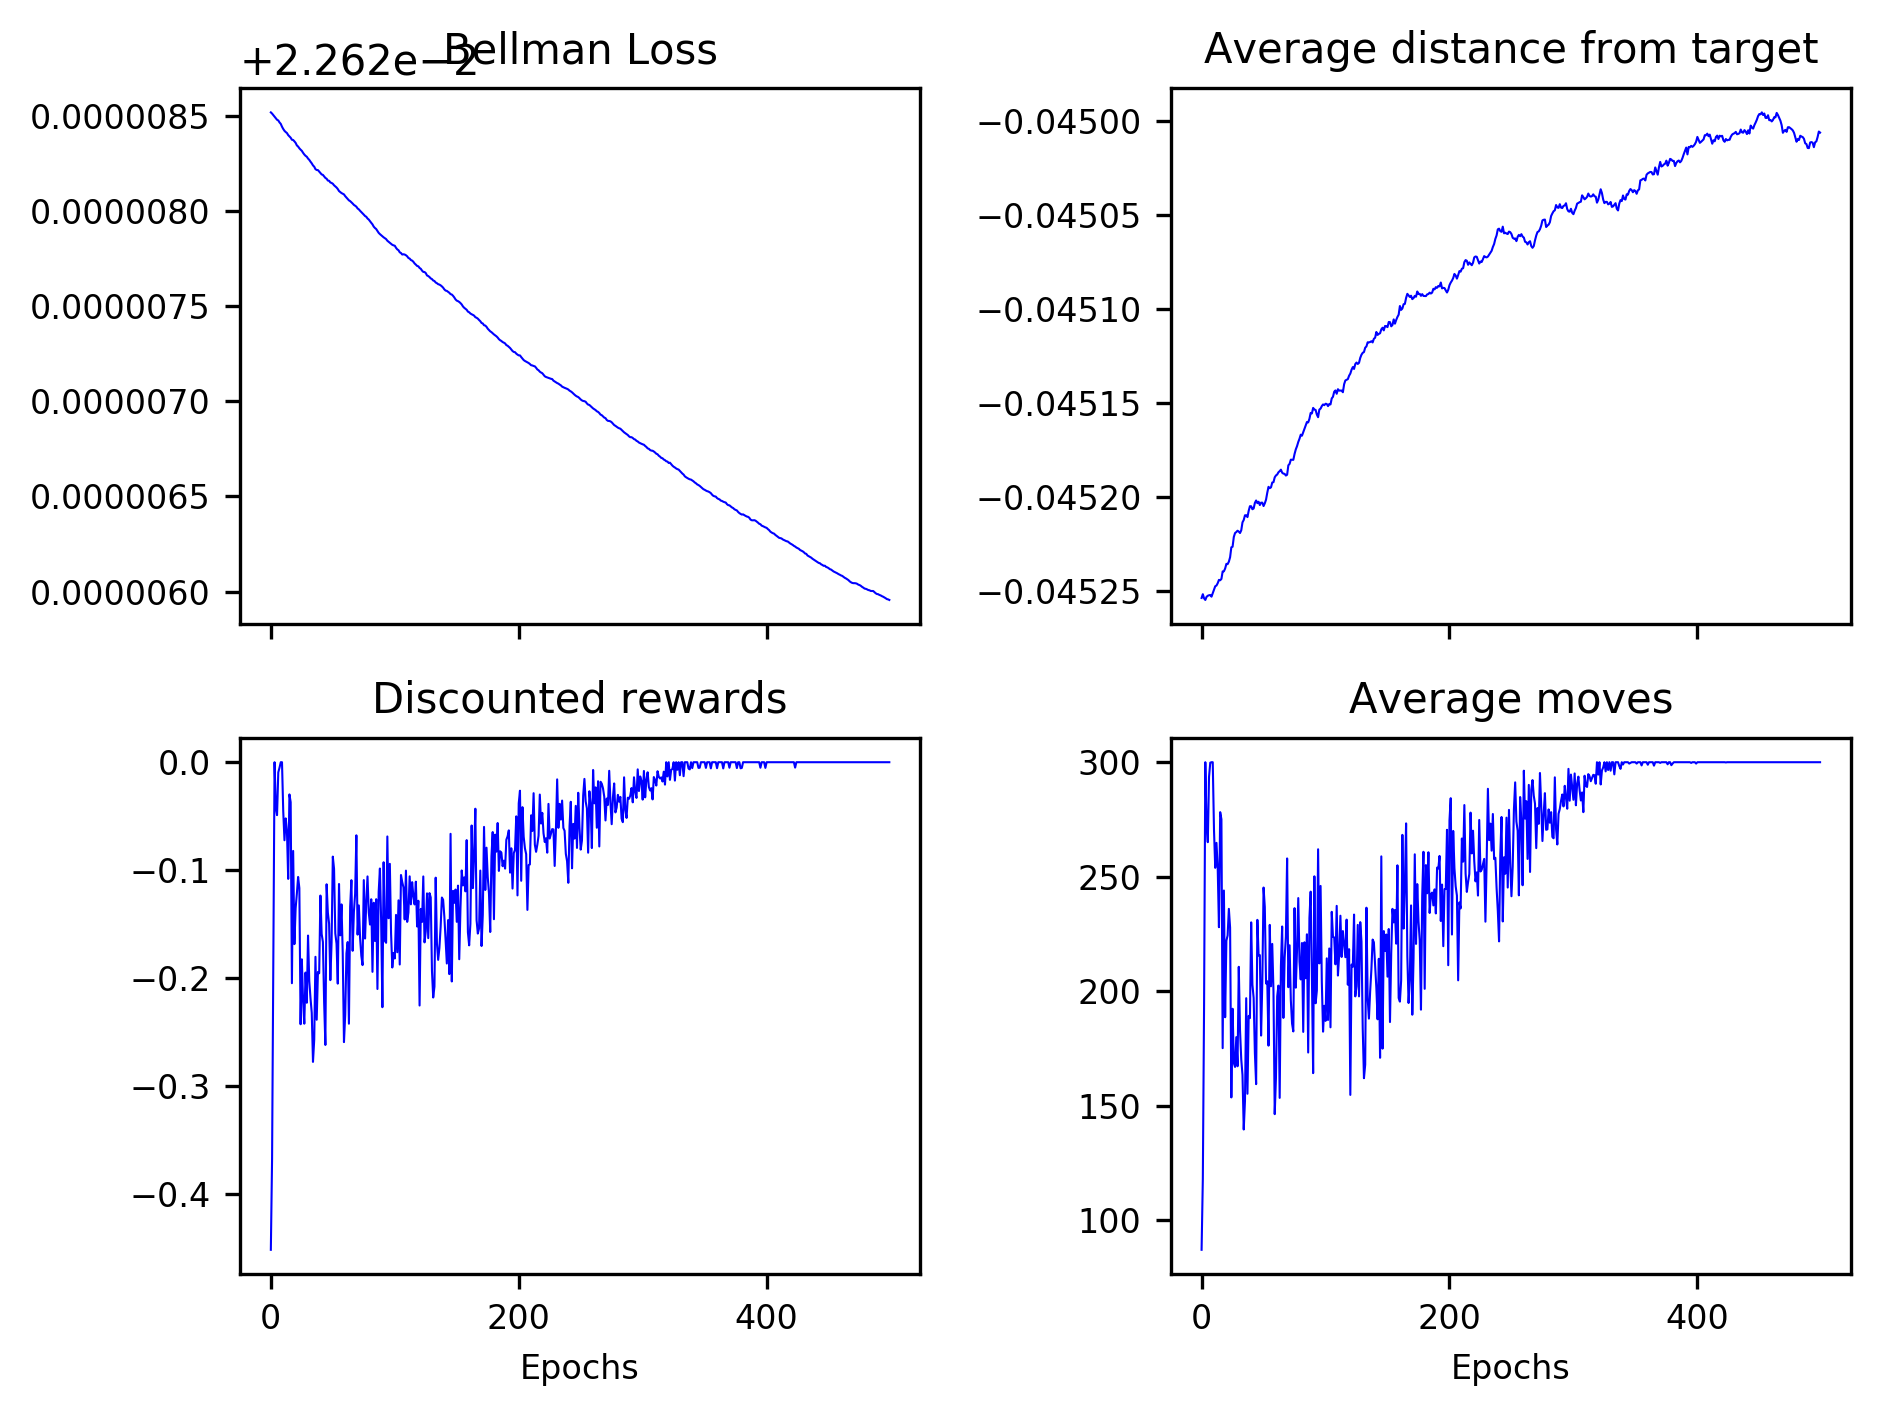 Bellman Loss
+2.262e−2
0.0000085
0.0000080
0.0000075
0.0000070
0.0000065
0.0000060
Average distance from target
−0.04500
−0.04505
−0.04510
−0.04515
−0.04520
−0.04525
Discounted rewards
0.0
−0.1
−0.2
−0.3
−0.4
0 200 400
Epochs
Average moves
300
250
200
150
100
0 200 400
Epochs